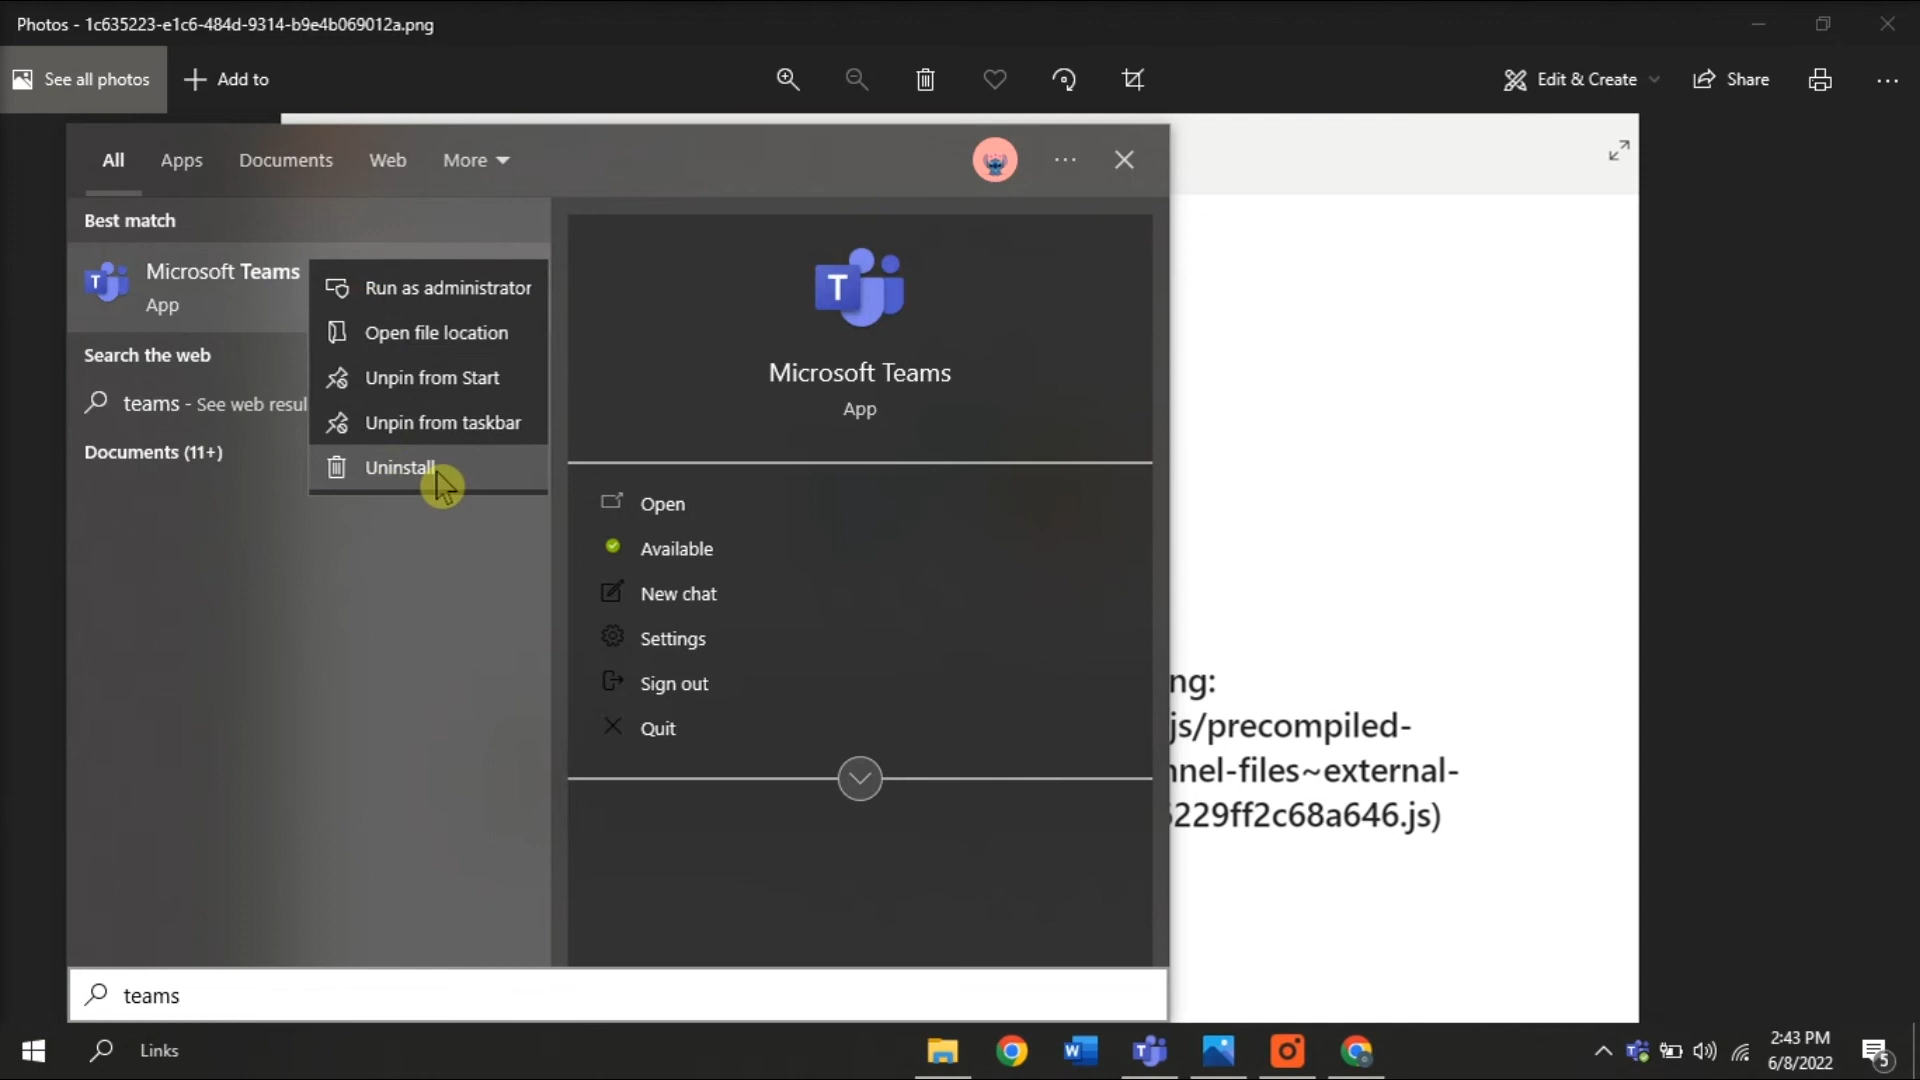 Photos - 1c635223-e1c6-484d-9314-b9e4b069012a.png
See all photos
Add to
Edit & Create
Share
All
Apps
Documents
Web
More
Best match
Microsoft Teams
App
Search the web
teams - See web resul
Documents (11+)
Run as administrator
Open file location
Unpin from Start
Unpin from taskbar
Uninstall
T
Microsoft Teams
App
Open
Available
New chat
Settings
Sign out
Quit
ng:
js/precompiled-
nnel-files~external-
5229ff2c68a646.js)
teams
Links
2:43 PM
6/8/2022
5